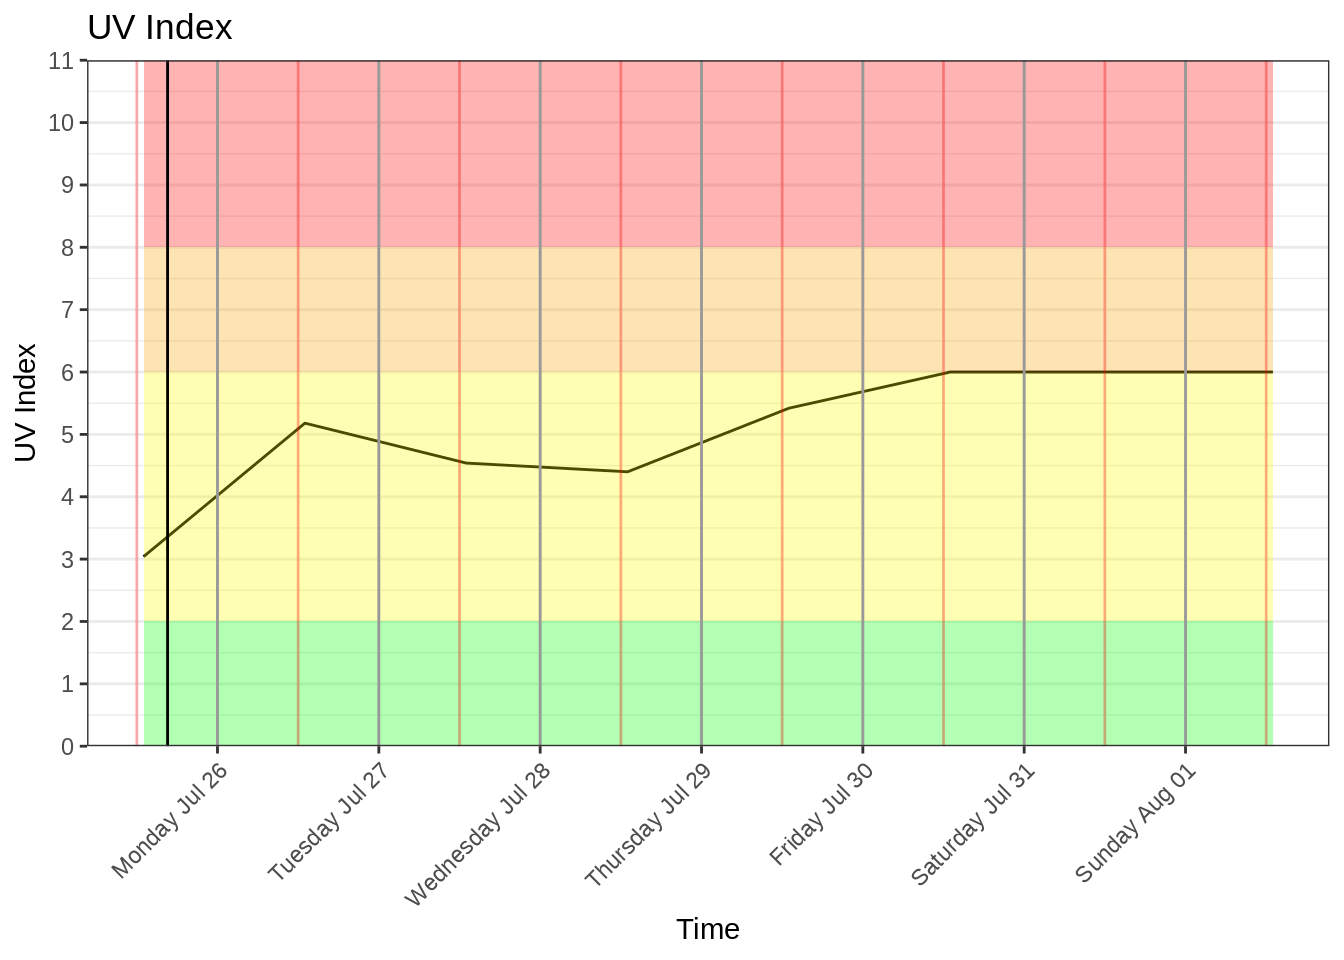 UV Index
11
10
9
8
7
6
5
4
3
2
1
0
UV Index
Monday Jul 26
Tuesday Jul 27
Wednesday Jul 28
Thursday Jul 29
Friday Jul 30
Saturday Jul 31
Sunday Aug 01
Time